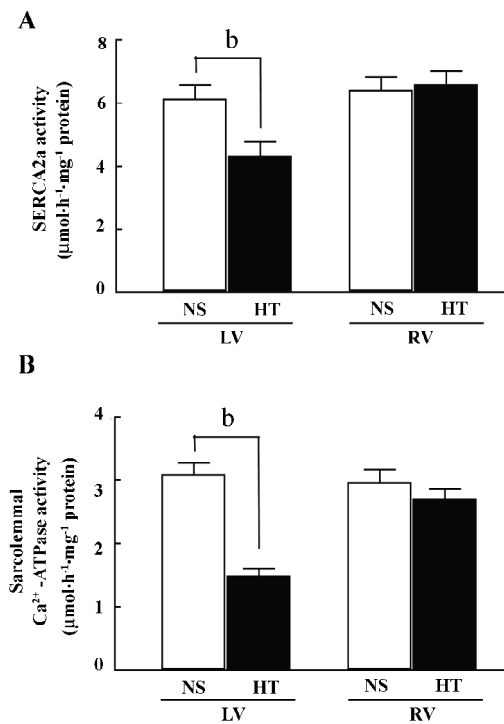 A
SERCA2a activity
(μmol·h⁻¹·mg⁻¹ protein)
8
6
4
2
0
b
NS HT NS HT
LV RV
B
Sarcolemmal
Ca²⁺ -ATPase activity
(μmol·h⁻¹·mg⁻¹ protein)
4
3
2
1
0
b
NS HT NS HT
LV RV